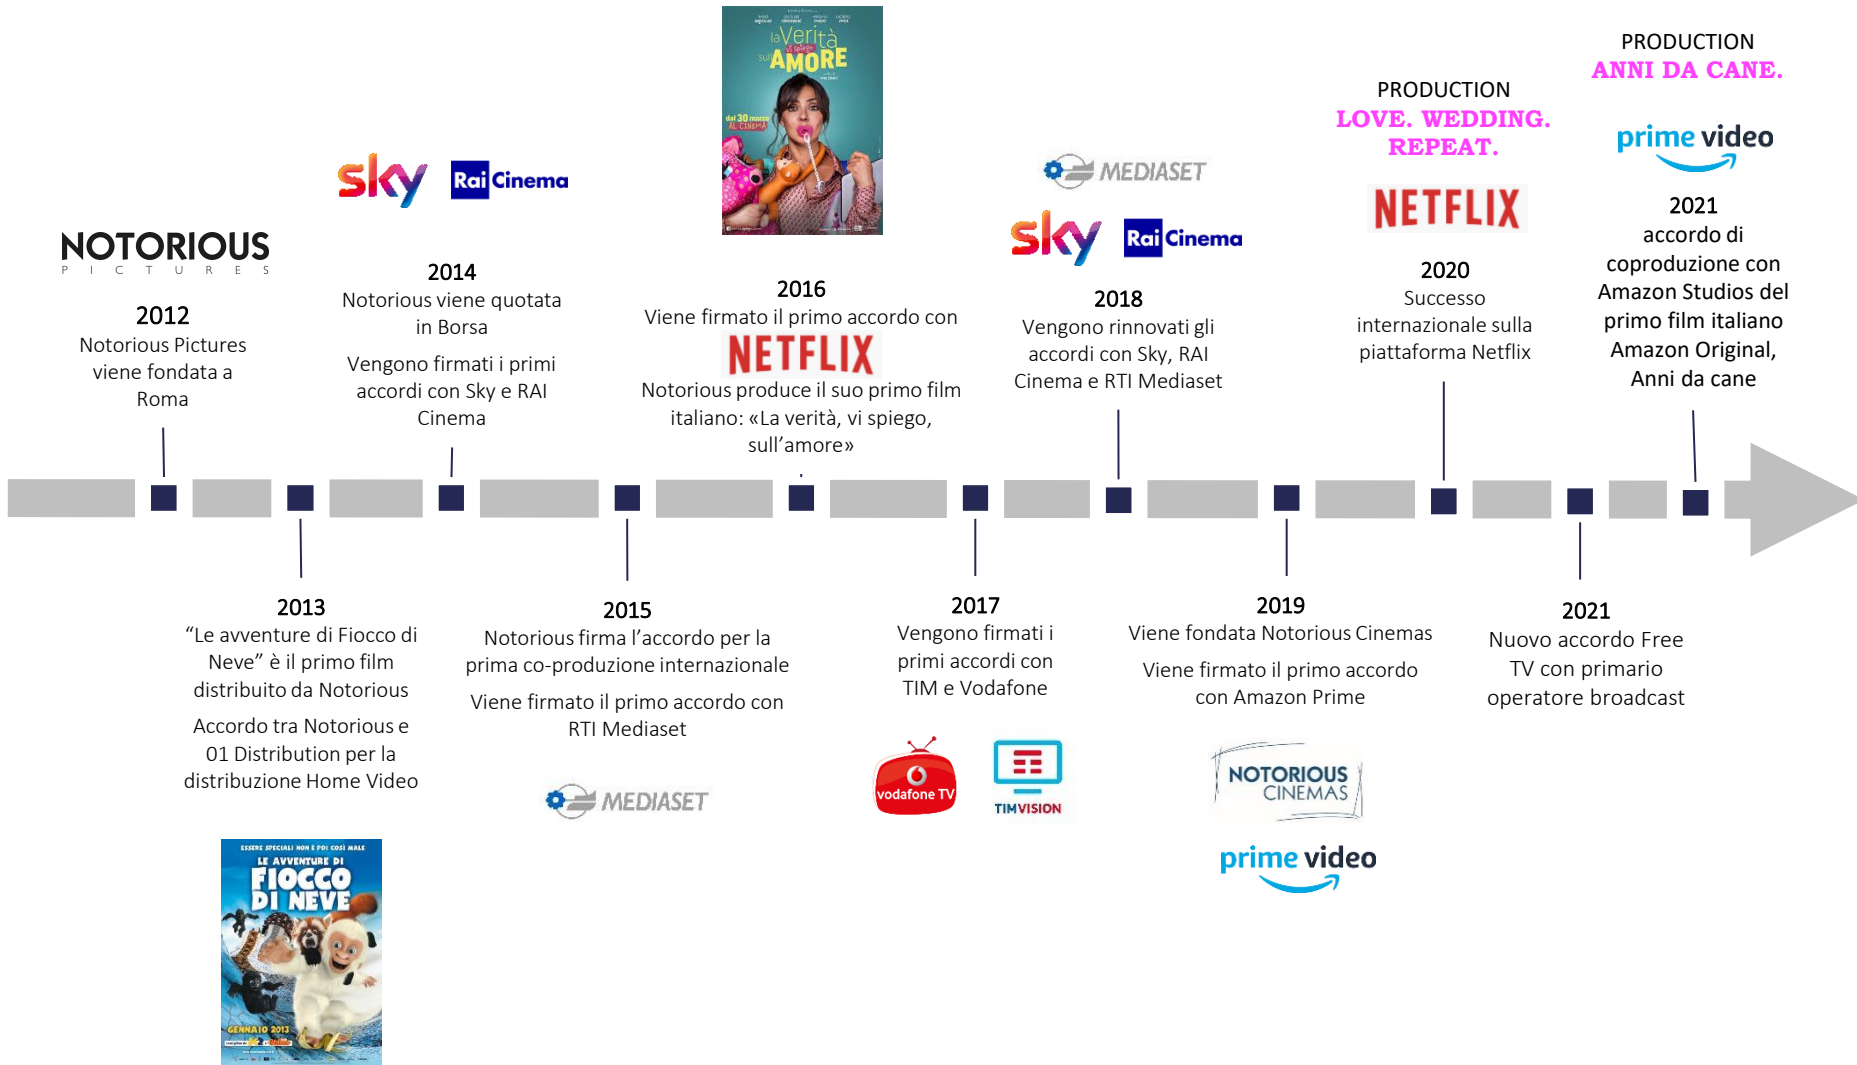 NOTORIOUS
PICTURES
2012
Notorious Pictures
viene fondata a
Roma
2013
“Le avventure di Fiocco di
Neve” è il primo film
distribuito da Notorious
Accordo tra Notorious e
01 Distribution per la
distribuzione Home Video
ESSERE SPECIALI NON È POI COSÌ MALE
LE AVVENTURE DI
FIOCCO
DI NEVE
GENNAIO 2013
sky
Rai Cinema
2014
Notorious viene quotata
in Borsa
Vengono firmati i primi
accordi con Sky e RAI
Cinema
2015
Notorious firma l’accordo per la
prima co-produzione internazionale
Viene firmato il primo accordo con
RTI Mediaset
MEDIASET
la Verità
vi spiego
sull'
AMORE
dal 30 marzo
AL CINEMA
2016
Viene firmato il primo accordo con
NETFLIX
Notorious produce il suo primo film
italiano: «La verità, vi spiego,
sull’amore»
2017
Vengono firmati i
primi accordi con
TIM e Vodafone
vodafone TV
TIMVISION
MEDIASET
sky
Rai Cinema
2018
Vengono rinnovati gli
accordi con Sky, RAI
Cinema e RTI Mediaset
2019
Viene fondata Notorious Cinemas
Viene firmato il primo accordo
con Amazon Prime
NOTORIOUS
CINEMAS
prime video
PRODUCTION
LOVE. WEDDING.
REPEAT.
NETFLIX
2020
Successo
internazionale sulla
piattaforma Netflix
2021
Nuovo accordo Free
TV con primario
operatore broadcast
PRODUCTION
ANNI DA CANE.
prime video
2021
accordo di
coproduzione con
Amazon Studios del
primo film italiano
Amazon Original,
Anni da cane